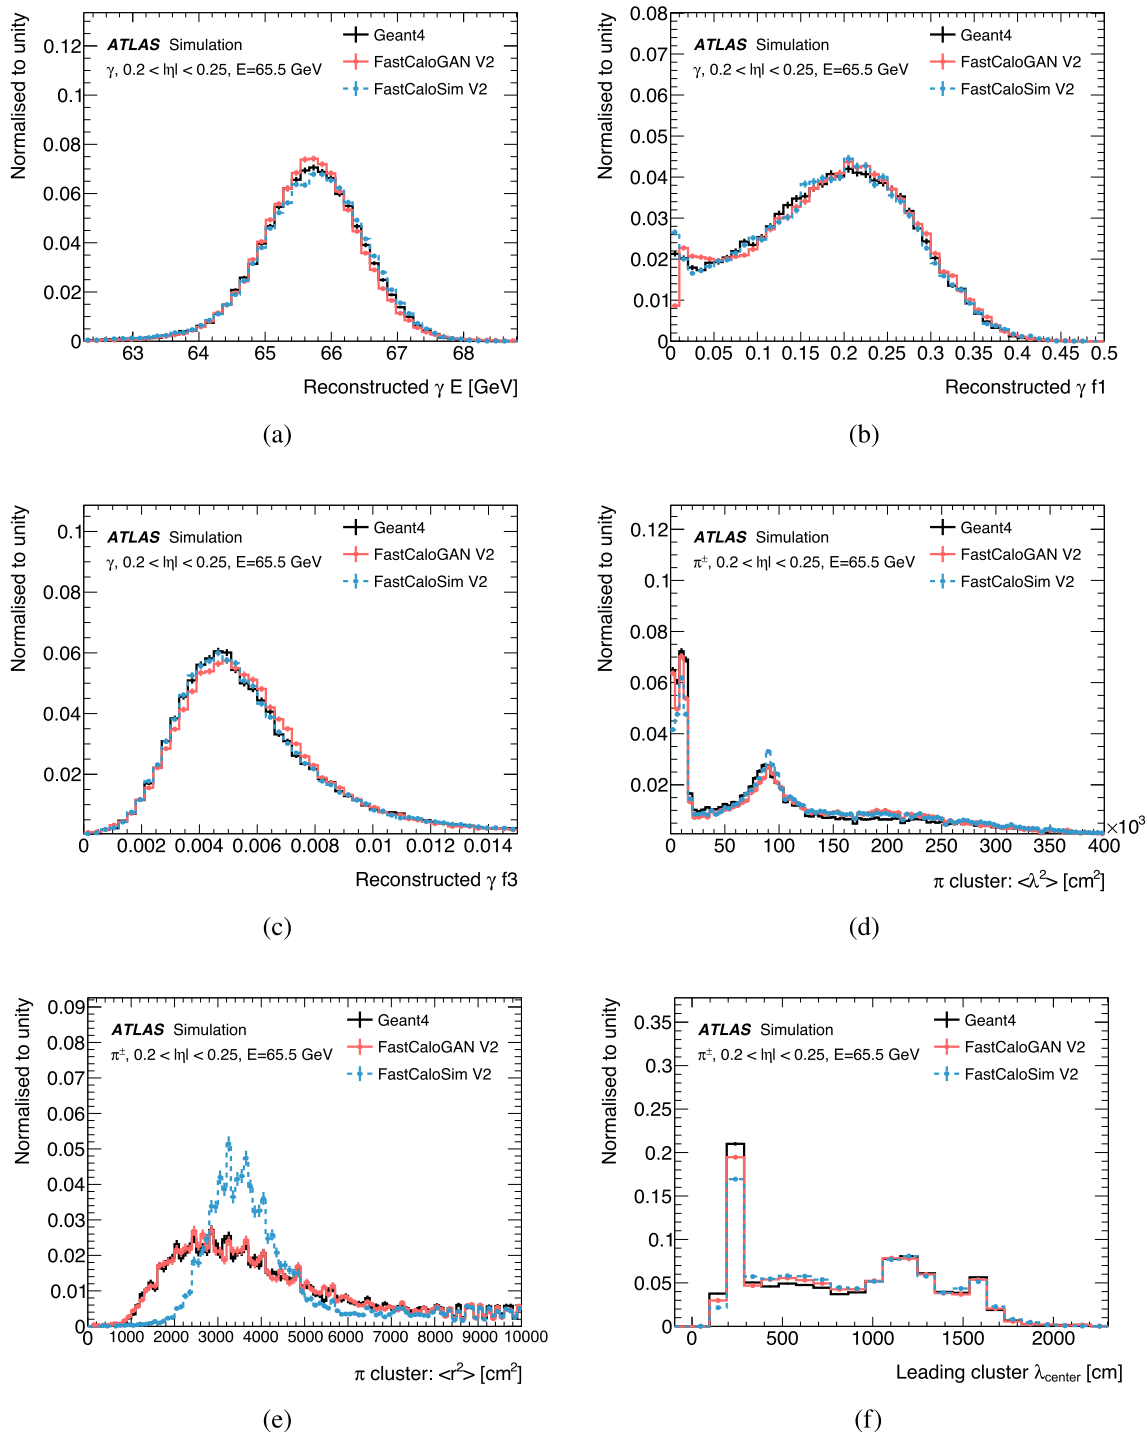 Normalised to unity
0.12
0.1
0.08
0.06
0.04
0.02
0
ATLAS Simulation
γ, 0.2 < |η| < 0.25, E=65.5 GeV
Geant4
FastCaloGAN V2
FastCaloSim V2
63 64 65 66 67 68
Reconstructed γ E [GeV]
(a)
Normalised to unity
0.08
0.07
0.06
0.05
0.04
0.03
0.02
0.01
0
ATLAS Simulation
γ, 0.2 < |η| < 0.25, E=65.5 GeV
Geant4
FastCaloGAN V2
FastCaloSim V2
0 0.05 0.1 0.15 0.2 0.25 0.3 0.35 0.4 0.45 0.5
Reconstructed γ f1
(b)
Normalised to unity
0.1
0.08
0.06
0.04
0.02
ATLAS Simulation
γ, 0.2 < |η| < 0.25, E=65.5 GeV
Geant4
FastCaloGAN V2
FastCaloSim V2
0 0.002 0.004 0.006 0.008 0.01 0.012 0.014
Reconstructed γ f3
(c)
Normalised to unity
0.12
0.1
0.08
0.06
0.04
0.02
ATLAS Simulation
π±, 0.2 < |η| < 0.25, E=65.5 GeV
Geant4
FastCaloGAN V2
FastCaloSim V2
×10³
0 50 100 150 200 250 300 350 400
π cluster: <λ²> [cm²]
(d)
Normalised to unity
0.09
0.08
0.07
0.06
0.05
0.04
0.03
0.02
0.01
0
ATLAS Simulation
π±, 0.2 < |η| < 0.25, E=65.5 GeV
Geant4
FastCaloGAN V2
FastCaloSim V2
0 1000 2000 3000 4000 5000 6000 7000 8000 9000 10000
π cluster: <r²> [cm²]
(e)
Normalised to unity
0.35
0.3
0.25
0.2
0.15
0.1
0.05
0
ATLAS Simulation
π±, 0.2 < |η| < 0.25, E=65.5 GeV
Geant4
FastCaloGAN V2
FastCaloSim V2
0 500 1000 1500 2000
Leading cluster λcenter [cm]
(f)